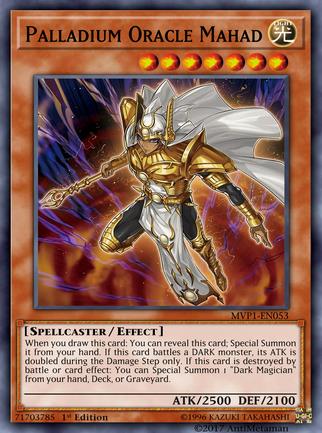 PALLADIUM ORACLE MAHAD
LIGHT
光
MVP1-EN053
[SPELLCASTER / EFFECT]
When you draw this card: You can reveal this card; Special Summon
it from your hand. If this card battles a DARK monster, its ATK is
doubled during the Damage Step only. If this card is destroyed by
battle or card effect: You can Special Summon 1 "Dark Magician"
from your hand, Deck, or Graveyard.
ATK/2500 DEF/2100
71703785 1st Edition ©1996 KAZUKI TAKAHASHI
©2017 AntiMetaman